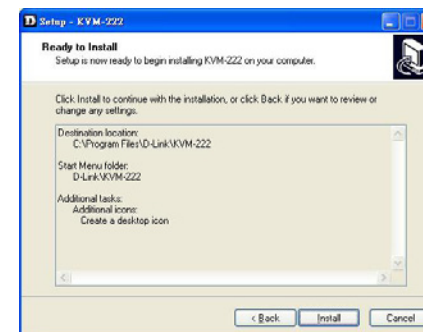 Setup - KVM-222
Ready to Install
Setup is now ready to begin installing KVM-222 on your computer.
Click Install to continue with the installation, or click Back if you want to review or
change any settings.
Destination location:
C:\Program Files\D-Link\KVM-222
Start Menu folder:
D-Link\KVM-222
Additional tasks:
Additional icons:
Create a desktop icon
< Back
Install
Cancel